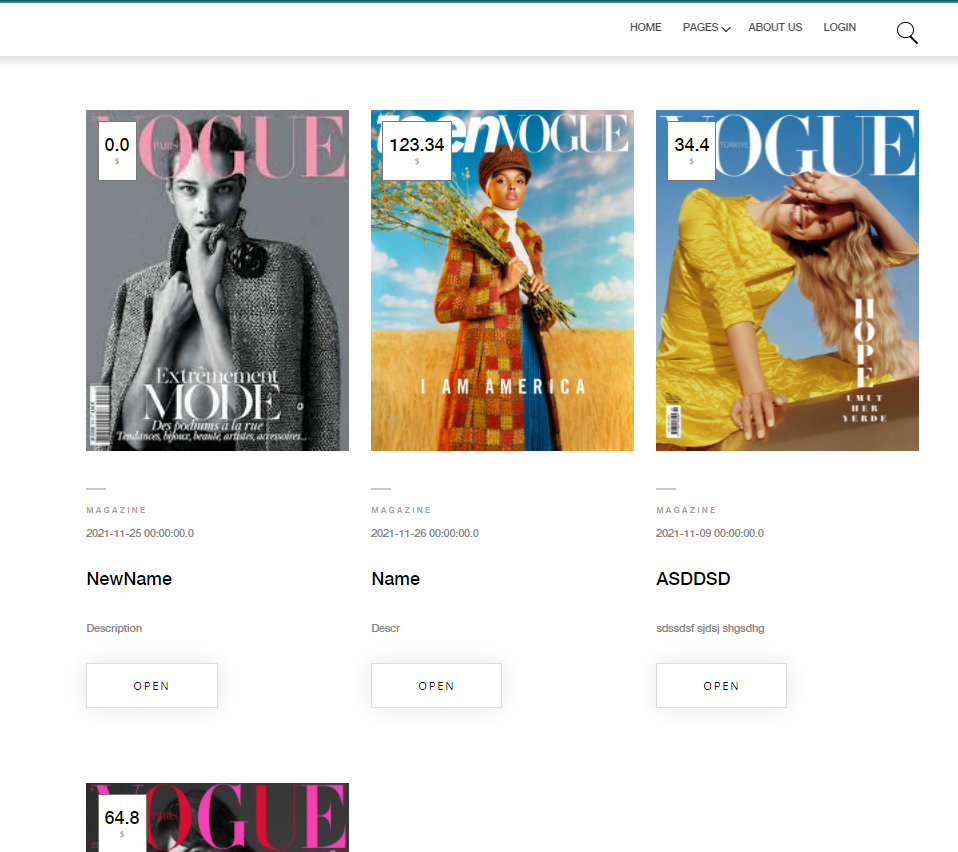 HOME PAGES ABOUT US LOGIN
0.0
$
VOGUE
PARIS
Extrêmement
MODE
Des podiums à la rue
Tendances, bijoux, beauté, artistes, accessoires...
MAGAZINE
2021-11-25 00:00:00.0
NewName
Description
OPEN
123.34
$
teenVOGUE
I AM AMERICA
MAGAZINE
2021-11-26 00:00:00.0
Name
Descr
OPEN
34.4
$
VOGUE
TÜRKİYE
HOPE
UMUT
HER
YERDE
MAGAZINE
2021-11-09 00:00:00.0
ASDDSD
sdssdsf sjdsj shgsdhg
OPEN
64.8
$
VOGUE
PARIS